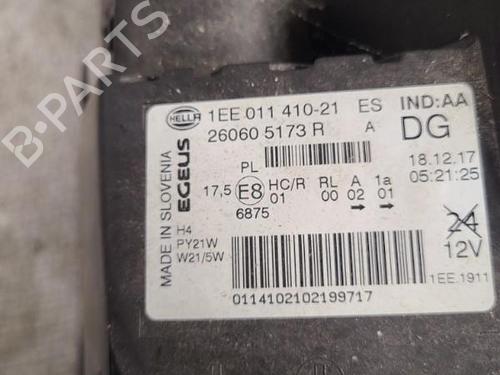 HELLA 1EE 011 410-21 ES IND:AA
26060 5173 R A DG
MADE IN SLOVENIA
EGEUS
PL
18.12.17
05:21:25
17,5 E8 HC/R RL A 1a
01 00 02 01
6875
H4
PY21W
W21/5W
24
12V
1EE.1911
0114102102199717
B